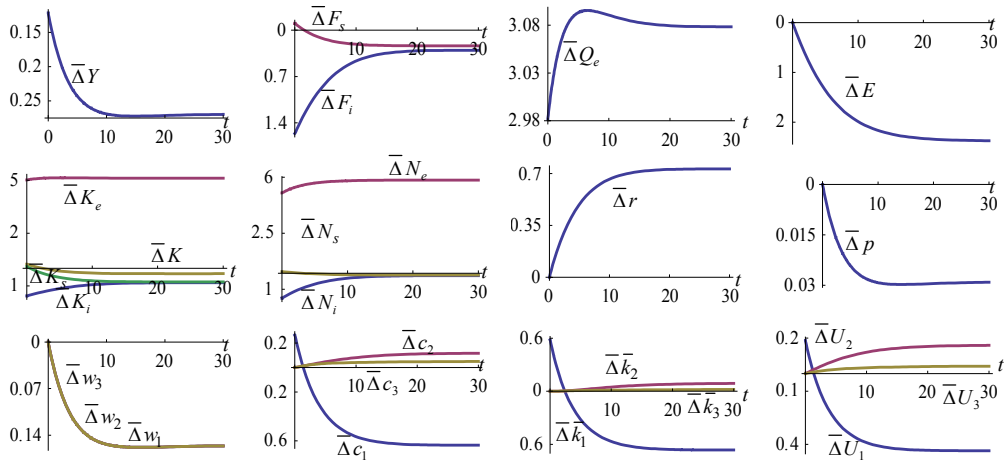 0.15
0.2
0.25
Δ̄Y
0 10 20 30
t
0
0.7
1.4
Δ̄F_s
Δ̄F_i
10 20 30
t
3.08
3.03
2.98
Δ̄Q_e
0 10 20 30
t
0
1
2
Δ̄E
10 20 30
t
5
2
1
Δ̄K_e
Δ̄K
Δ̄K_s
Δ̄K_i
10 20 30
t
6
2.5
1
Δ̄N_e
Δ̄N_s
Δ̄N_i
10 20 30
t
0.7
0.35
0
Δ̄r
0 10 20 30
t
0
0.015
0.03
Δ̄p
10 20 30
t
0
0.07
0.14
Δ̄w_3
Δ̄w_2
Δ̄w_1
10 20 30
t
0.2
0.2
0.6
Δ̄c_2
Δ̄c_3
Δ̄c_1
10 20 30
t
0.6
0
0.6
Δ̄k̄_2
Δ̄k̄_3
Δ̄k̄_1
10 20 30
t
0.2
0.1
0.4
Δ̄U_2
Δ̄U_3
Δ̄U_1
10 20 30
t